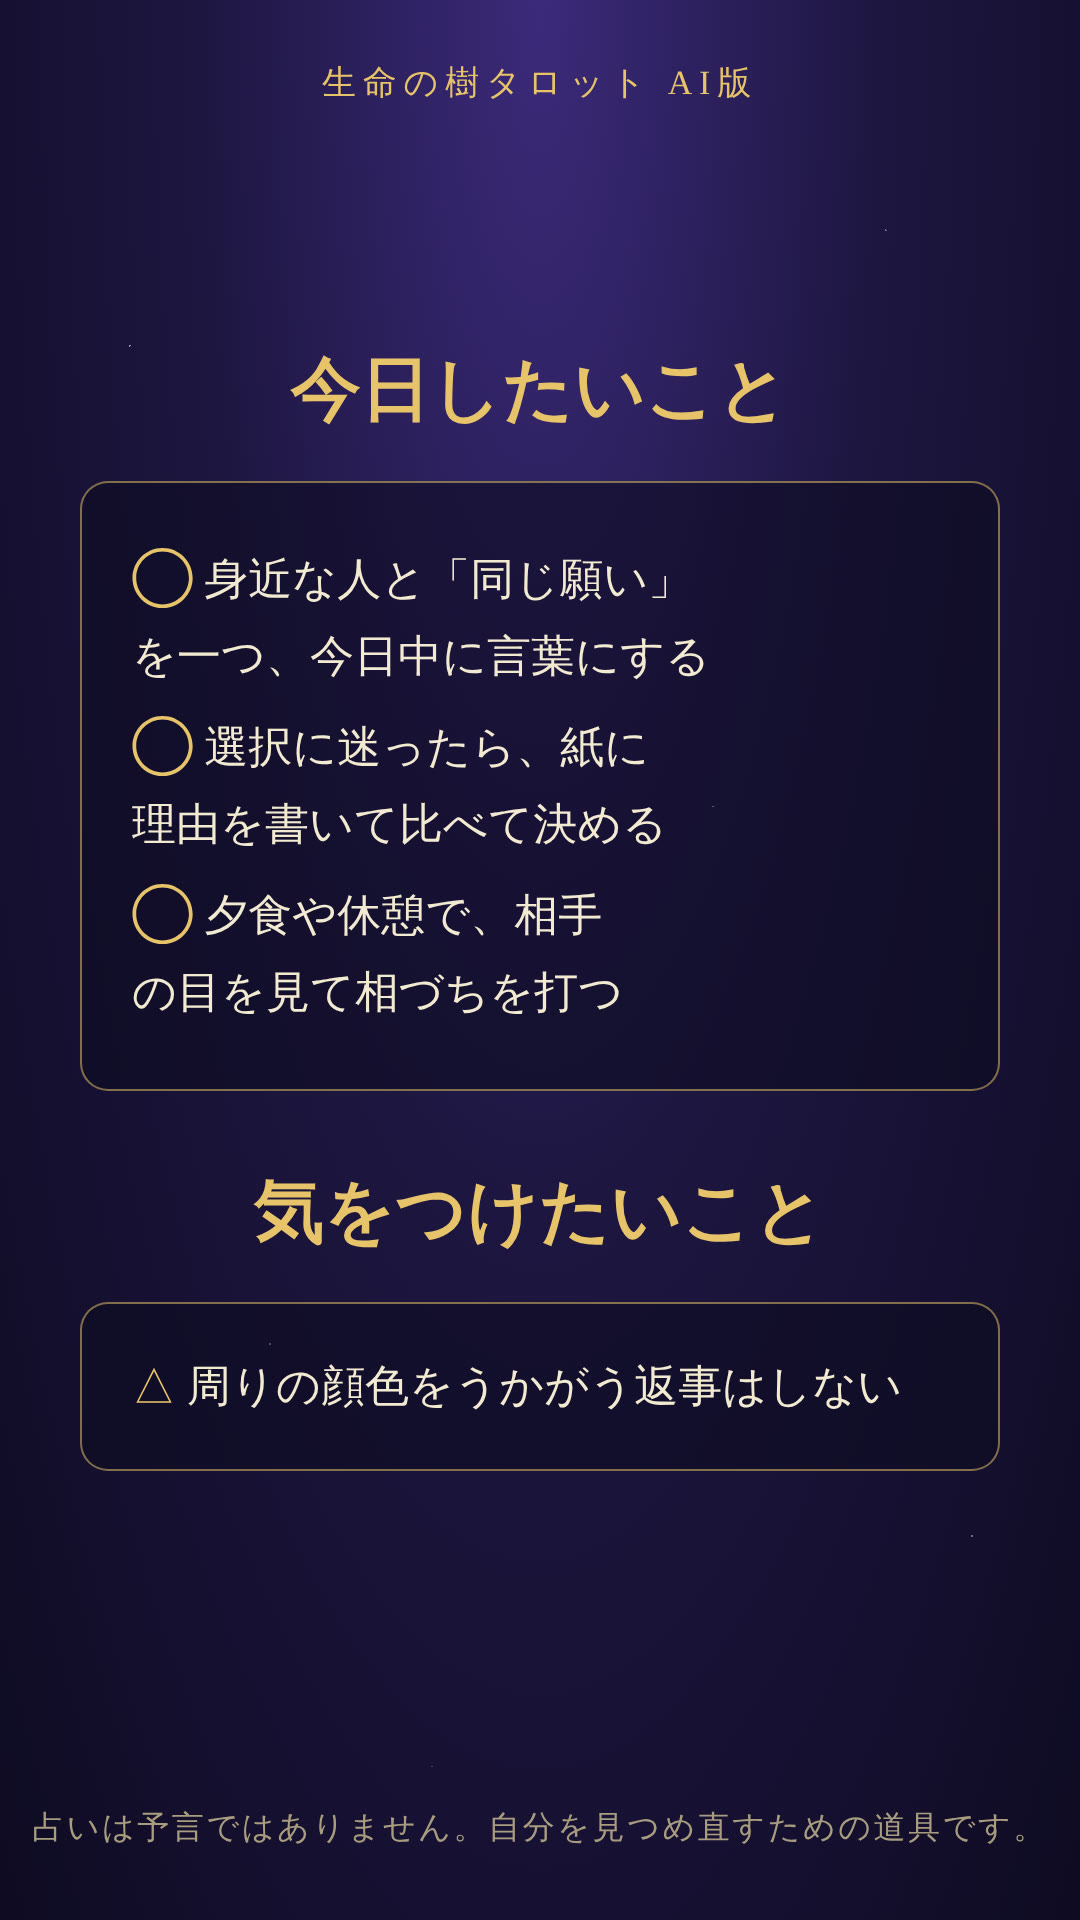 生命の樹タロット AI版
今日したいこと
◯ 身近な人と「同じ願い」
を一つ、今日中に言葉にする
◯ 選択に迷ったら、紙に
理由を書いて比べて決める
◯ 夕食や休憩で、相手
の目を見て相づちを打つ
気をつけたいこと
△ 周りの顔色をうかがう返事はしない
占いは予言ではありません。自分を見つめ直すための道具です。